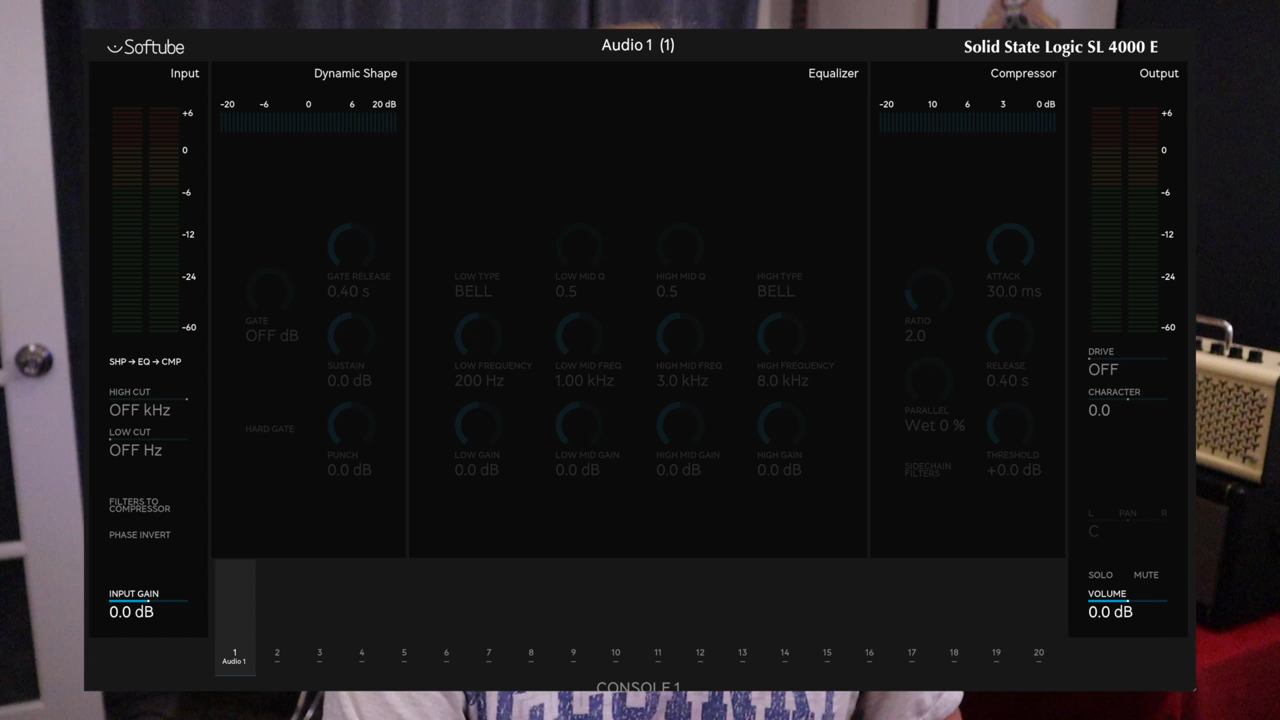 Softube
Audio 1 (1)
Solid State Logic SL 4000 E
Input
+6
0
-6
-12
-24
-60
SHP → EQ → CMP
HIGH CUT
OFF kHz
LOW CUT
OFF Hz
FILTERS TO
COMPRESSOR
PHASE INVERT
INPUT GAIN
0.0 dB
Dynamic Shape
-20 -6 0 6 20 dB
GATE
OFF dB
HARD GATE
GATE RELEASE
0.40 s
SUSTAIN
0.0 dB
PUNCH
0.0 dB
Equalizer
LOW TYPE LOW MID Q HIGH MID Q HIGH TYPE
BELL 0.5 0.5 BELL
LOW FREQUENCY LOW MID FREQ HIGH MID FREQ HIGH FREQUENCY
200 Hz 1.00 kHz 3.0 kHz 8.0 kHz
LOW GAIN LOW MID GAIN HIGH MID GAIN HIGH GAIN
0.0 dB 0.0 dB 0.0 dB 0.0 dB
Compressor
-20 10 6 3 0 dB
RATIO
2.0
PARALLEL
Wet 0 %
SIDECHAIN
FILTERS
ATTACK
30.0 ms
RELEASE
0.40 s
THRESHOLD
+0.0 dB
Output
+6
0
-6
-12
-24
-60
DRIVE
OFF
CHARACTER
0.0
L PAN R
C
SOLO MUTE
VOLUME
0.0 dB
1 2 3 4 5 6 7 8 9 10 11 12 13 14 15 16 17 18 19 20
Audio 1
CONSOLE 1